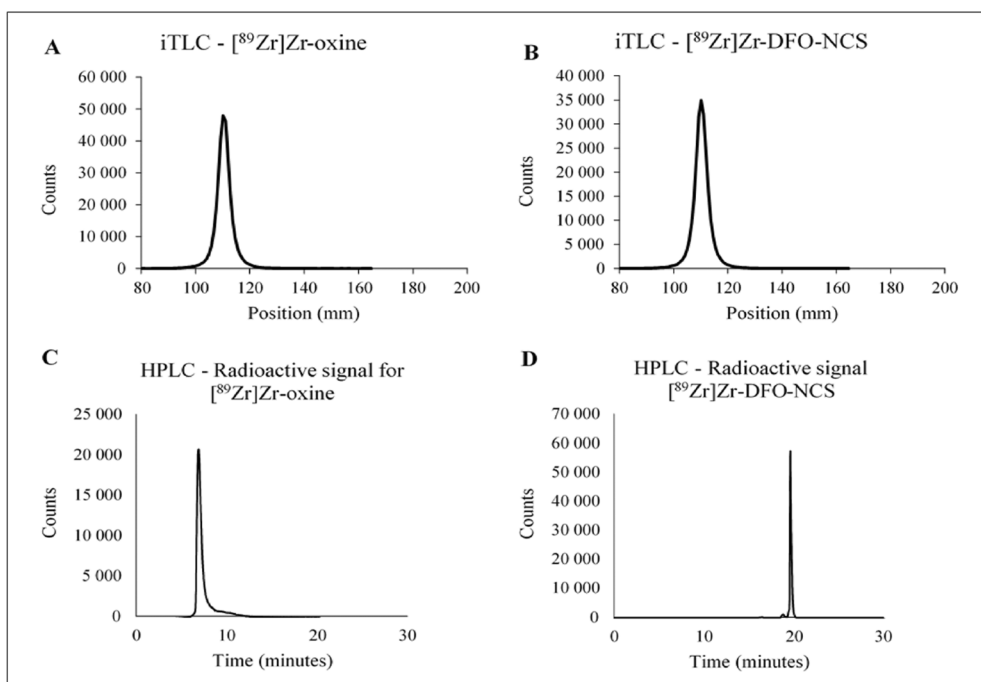 A
iTLC - [⁸⁹Zr]Zr-oxine
60 000
50 000
40 000
30 000
20 000
10 000
0
Counts
80 100 120 140 160 180 200
Position (mm)
B
iTLC - [⁸⁹Zr]Zr-DFO-NCS
40 000
35 000
30 000
25 000
20 000
15 000
10 000
5 000
0
Counts
80 100 120 140 160 180 200
Position (mm)
C
HPLC - Radioactive signal for
[⁸⁹Zr]Zr-oxine
25 000
20 000
15 000
10 000
5 000
0
Counts
0 10 20 30
Time (minutes)
D
HPLC - Radioactive signal
[⁸⁹Zr]Zr-DFO-NCS
70 000
60 000
50 000
40 000
30 000
20 000
10 000
0
Counts
0 10 20 30
Time (minutes)